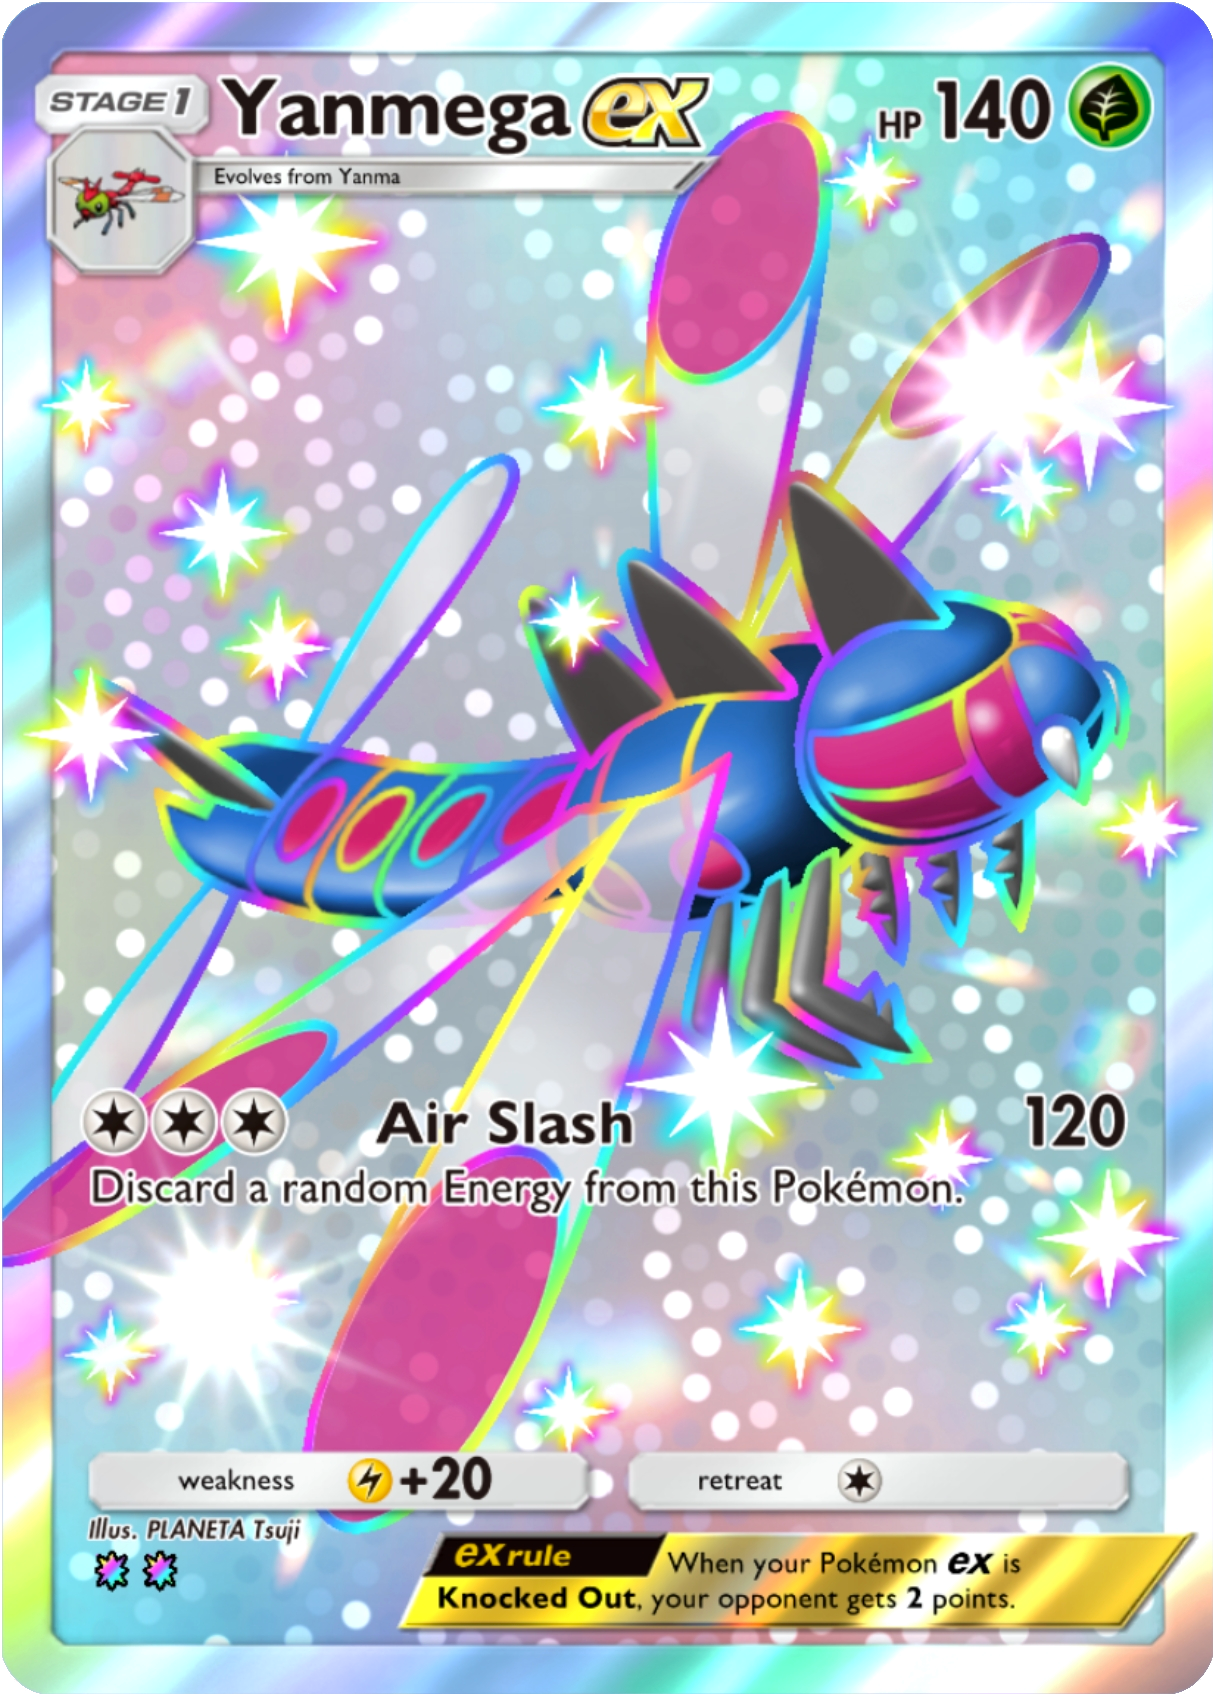 STAGE 1
Yanmega ex
HP 140
Evolves from Yanma
Air Slash 120
Discard a random Energy from this Pokémon.
weakness +20
retreat
Illus. PLANETA Tsuji
ex rule
When your Pokémon ex is
Knocked Out, your opponent gets 2 points.